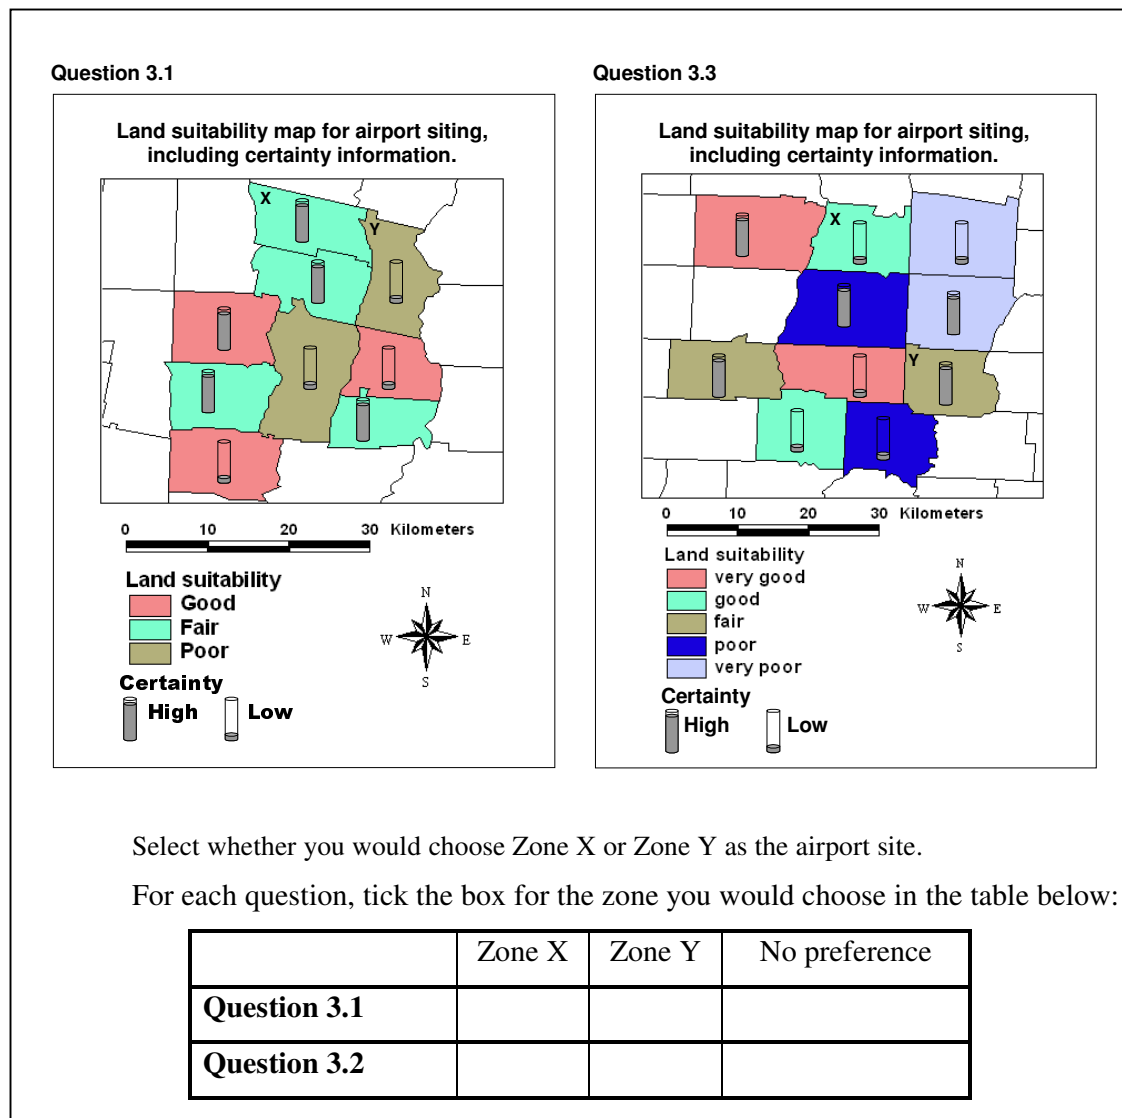 Question 3.1
Land suitability map for airport siting,
including certainty information.
X
Y
0 10 20 30 Kilometers
Land suitability
Good
Fair
Poor
N
W E
S
Certainty
High Low
Question 3.3
Land suitability map for airport siting,
including certainty information.
X
Y
0 10 20 30 Kilometers
Land suitability
very good
good
fair
poor
very poor
N
W E
S
Certainty
High Low
Select whether you would choose Zone X or Zone Y as the airport site.
For each question, tick the box for the zone you would choose in the table below:
Zone X Zone Y No preference
Question 3.1
Question 3.2